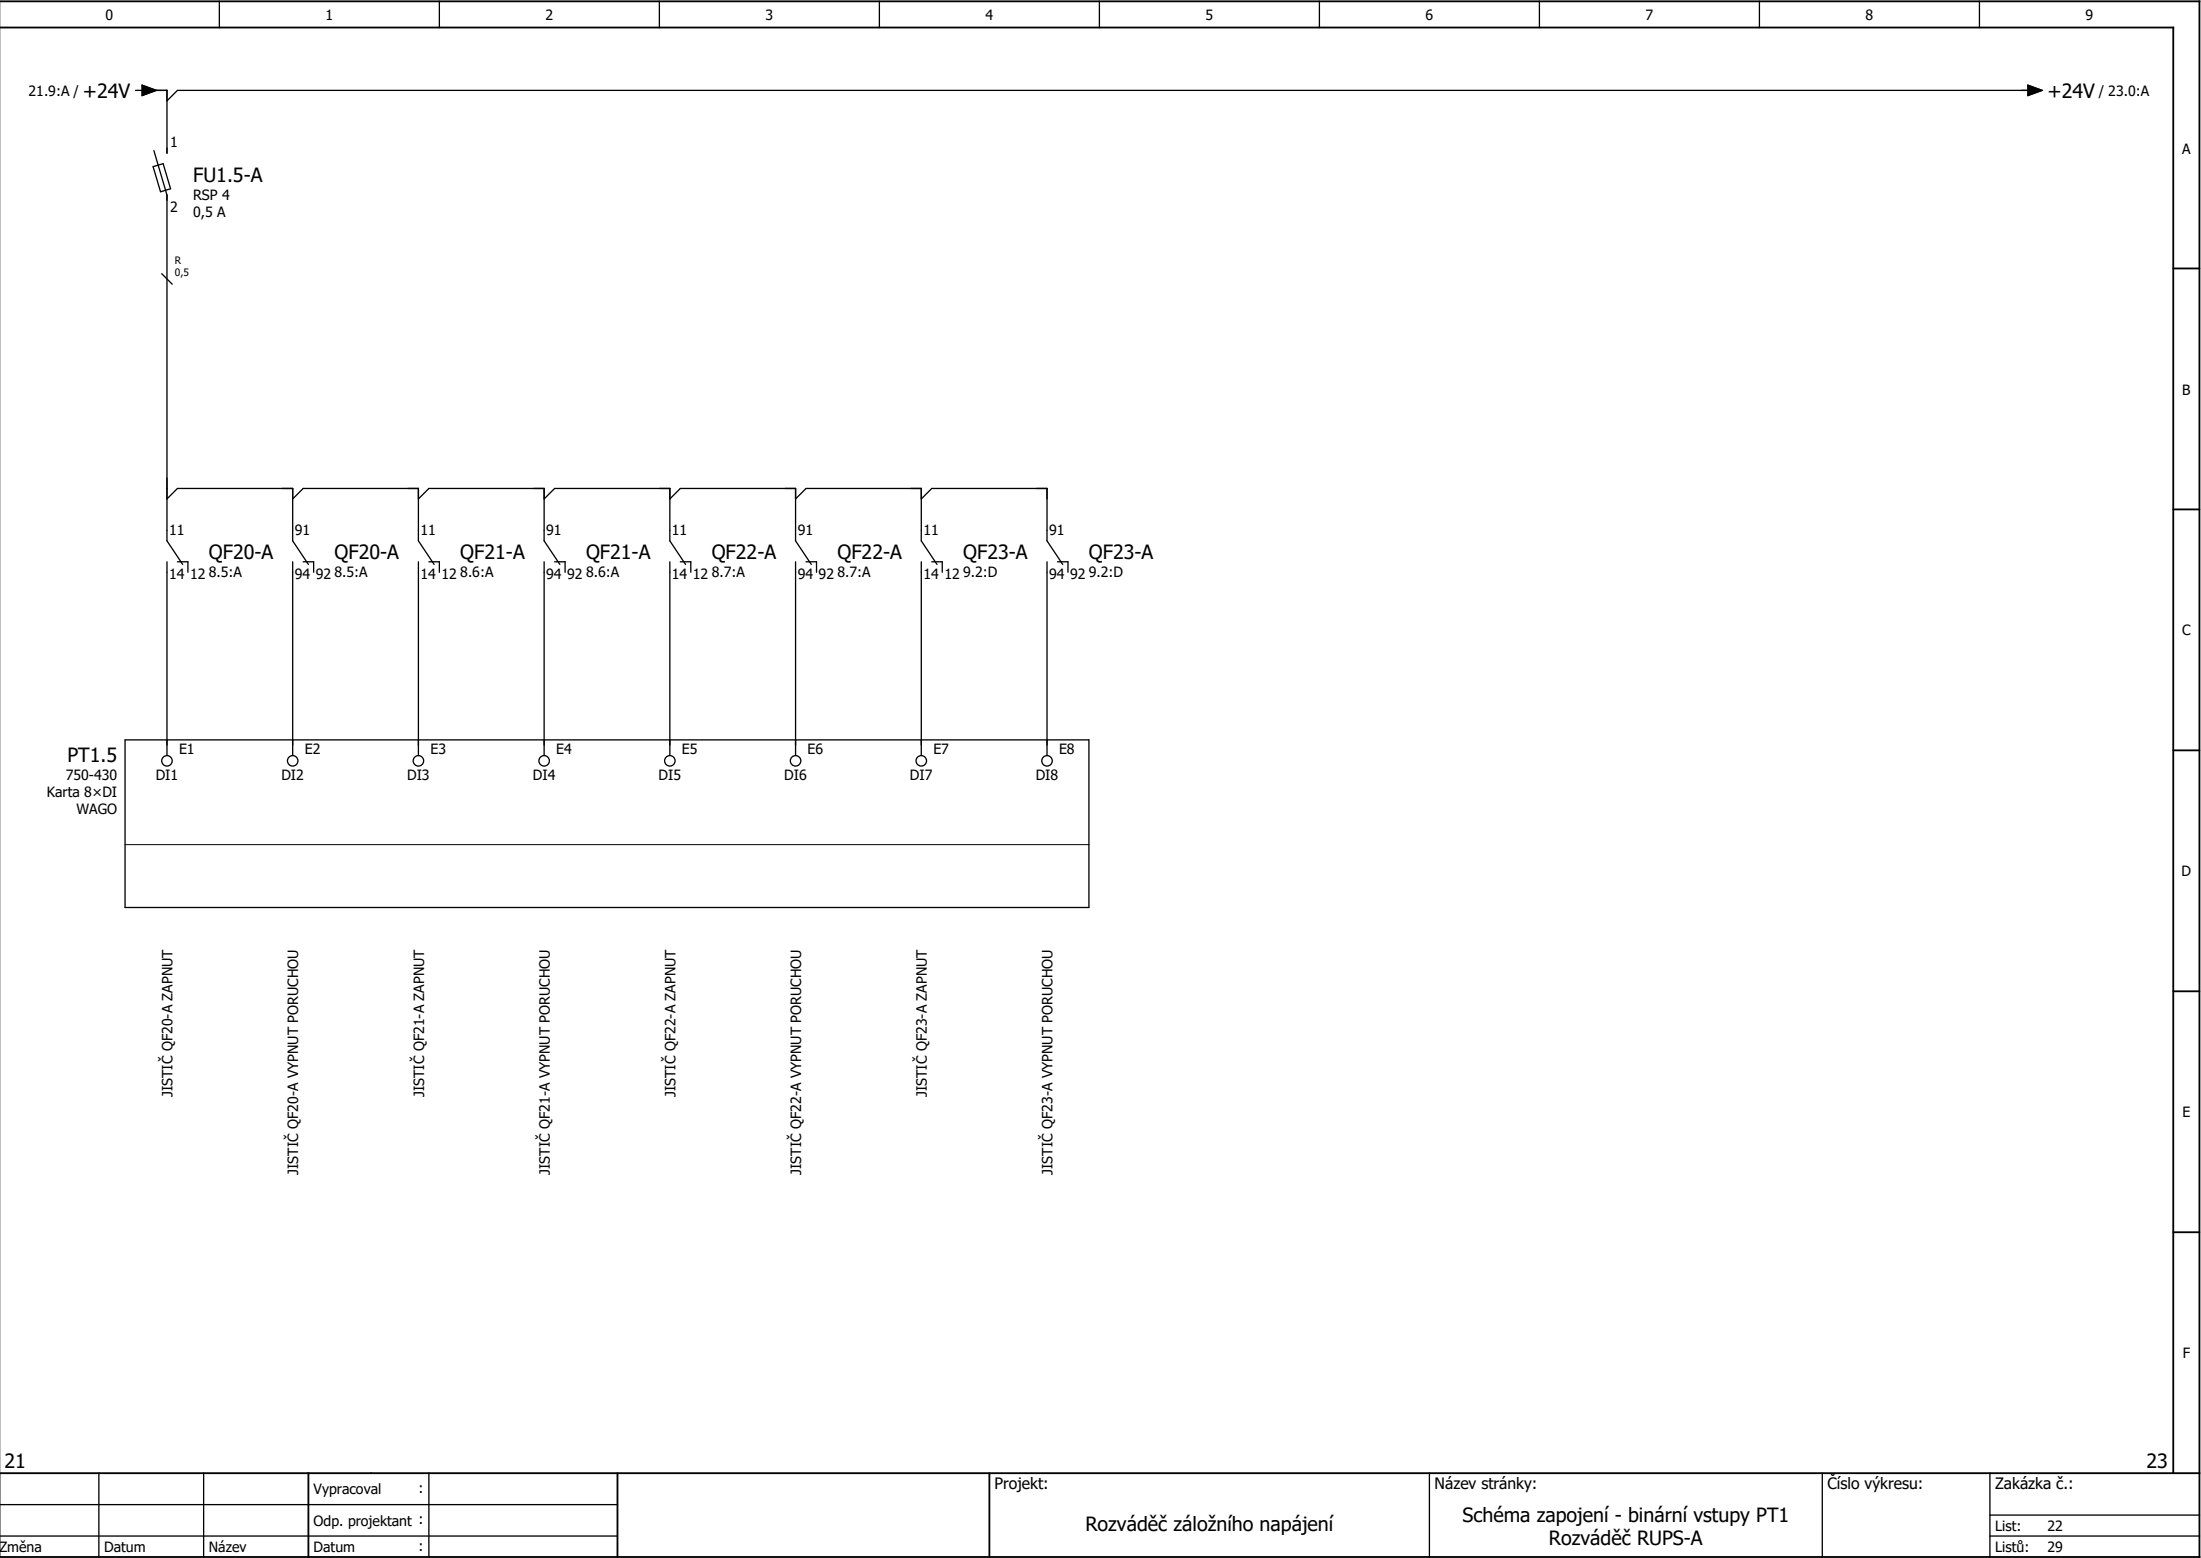 0 1 2 3 4 5 6 7 8 9
21.9:A / +24V
+24V / 23.0:A
A
1
FU1.5-A
RSP 4
2
0,5 A
R
0,5
B
11 91 11 91 11 91 11 91
QF20-A QF20-A QF21-A QF21-A QF22-A QF22-A QF23-A QF23-A
14 12 8.5:A 94 92 8.5:A 14 12 8.6:A 94 92 8.6:A 14 12 8.7:A 94 92 8.7:A 14 12 9.2:D 94 92 9.2:D
C
PT1.5
750-430
Karta 8×DI
WAGO
E1 E2 E3 E4 E5 E6 E7 E8
DI1 DI2 DI3 DI4 DI5 DI6 DI7 DI8
D
JISTIČ QF20-A ZAPNUT
JISTIČ QF20-A VYPNUT PORUCHOU
JISTIČ QF21-A ZAPNUT
JISTIČ QF21-A VYPNUT PORUCHOU
JISTIČ QF22-A ZAPNUT
JISTIČ QF22-A VYPNUT PORUCHOU
JISTIČ QF23-A ZAPNUT
JISTIČ QF23-A VYPNUT PORUCHOU
E
F
21
23
Vypracoval :
Odp. projektant :
Změna Datum Název Datum :
Projekt:
Rozváděč záložního napájení
Název stránky:
Schéma zapojení - binární vstupy PT1
Rozváděč RUPS-A
Číslo výkresu:
Zakázka č.:
List: 22
Listů: 29